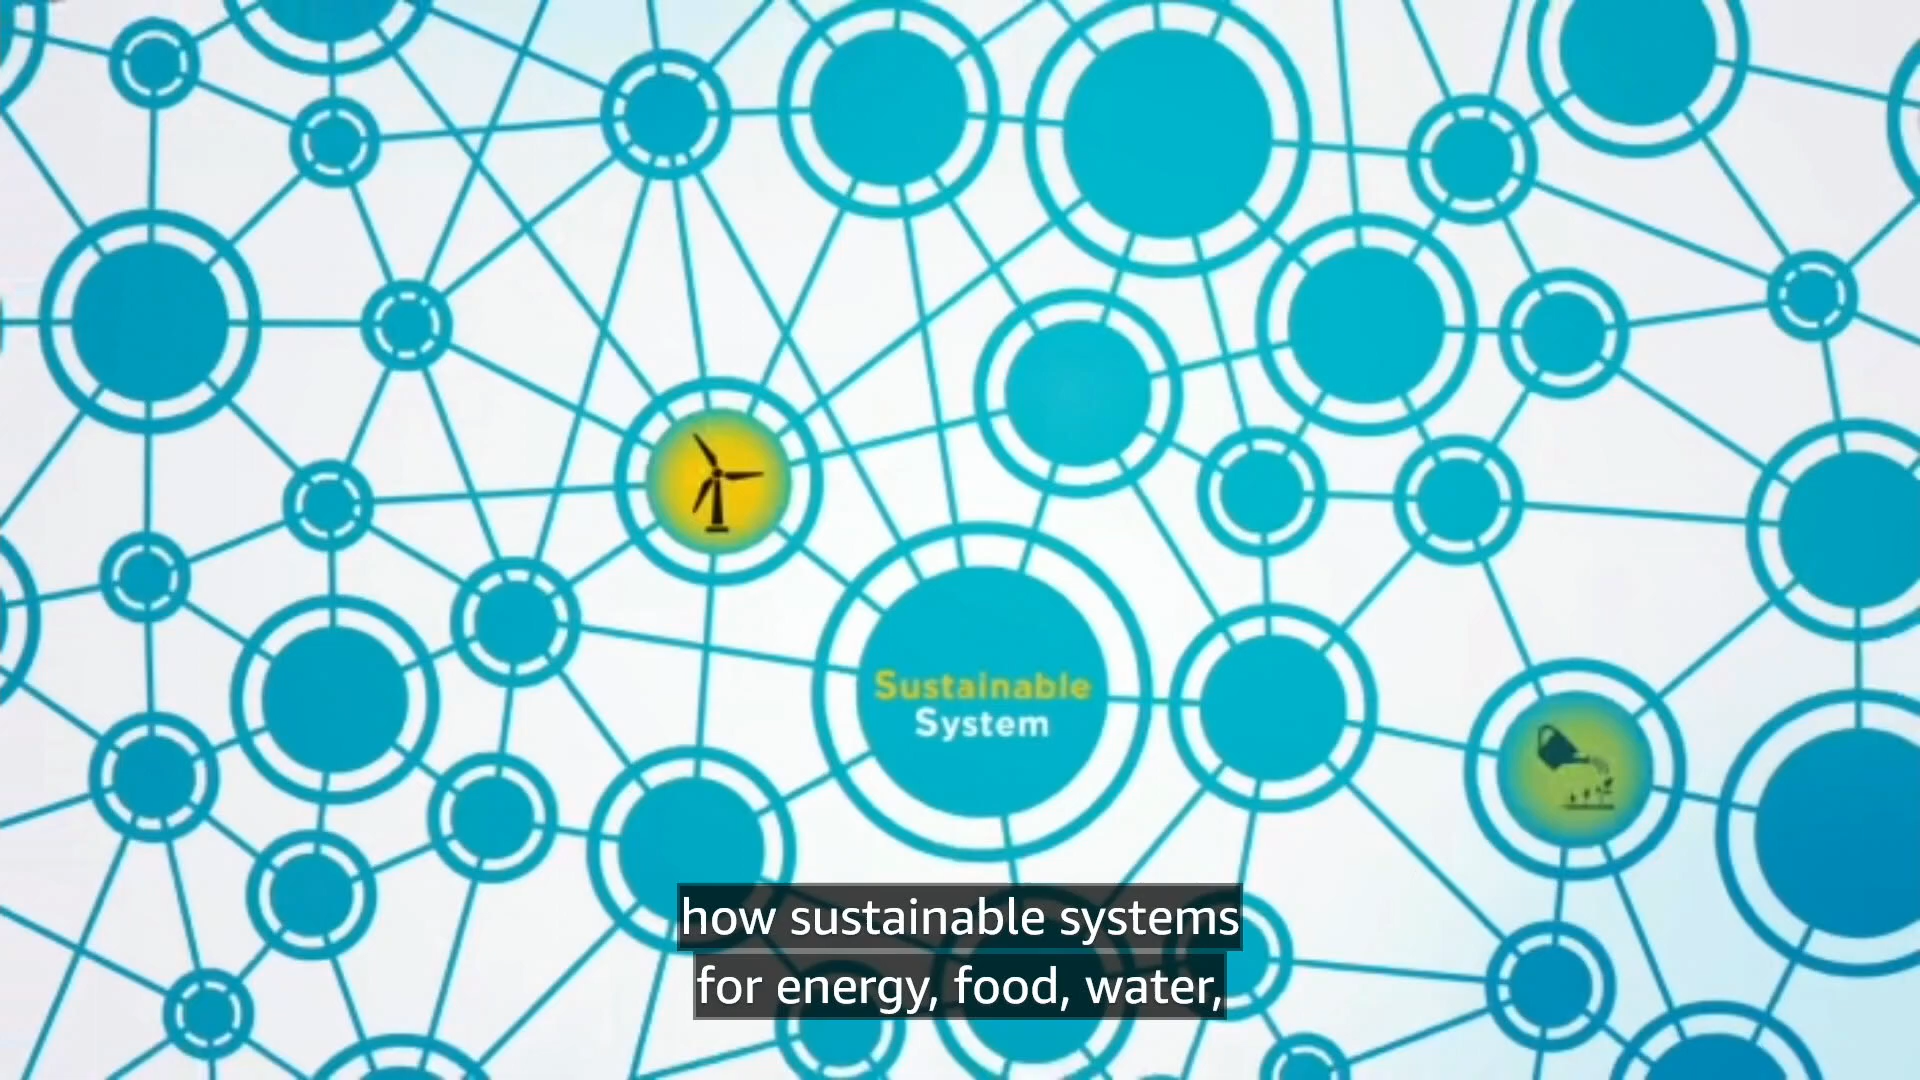 Sustainable
System
how sustainable systems
for energy, food, water,